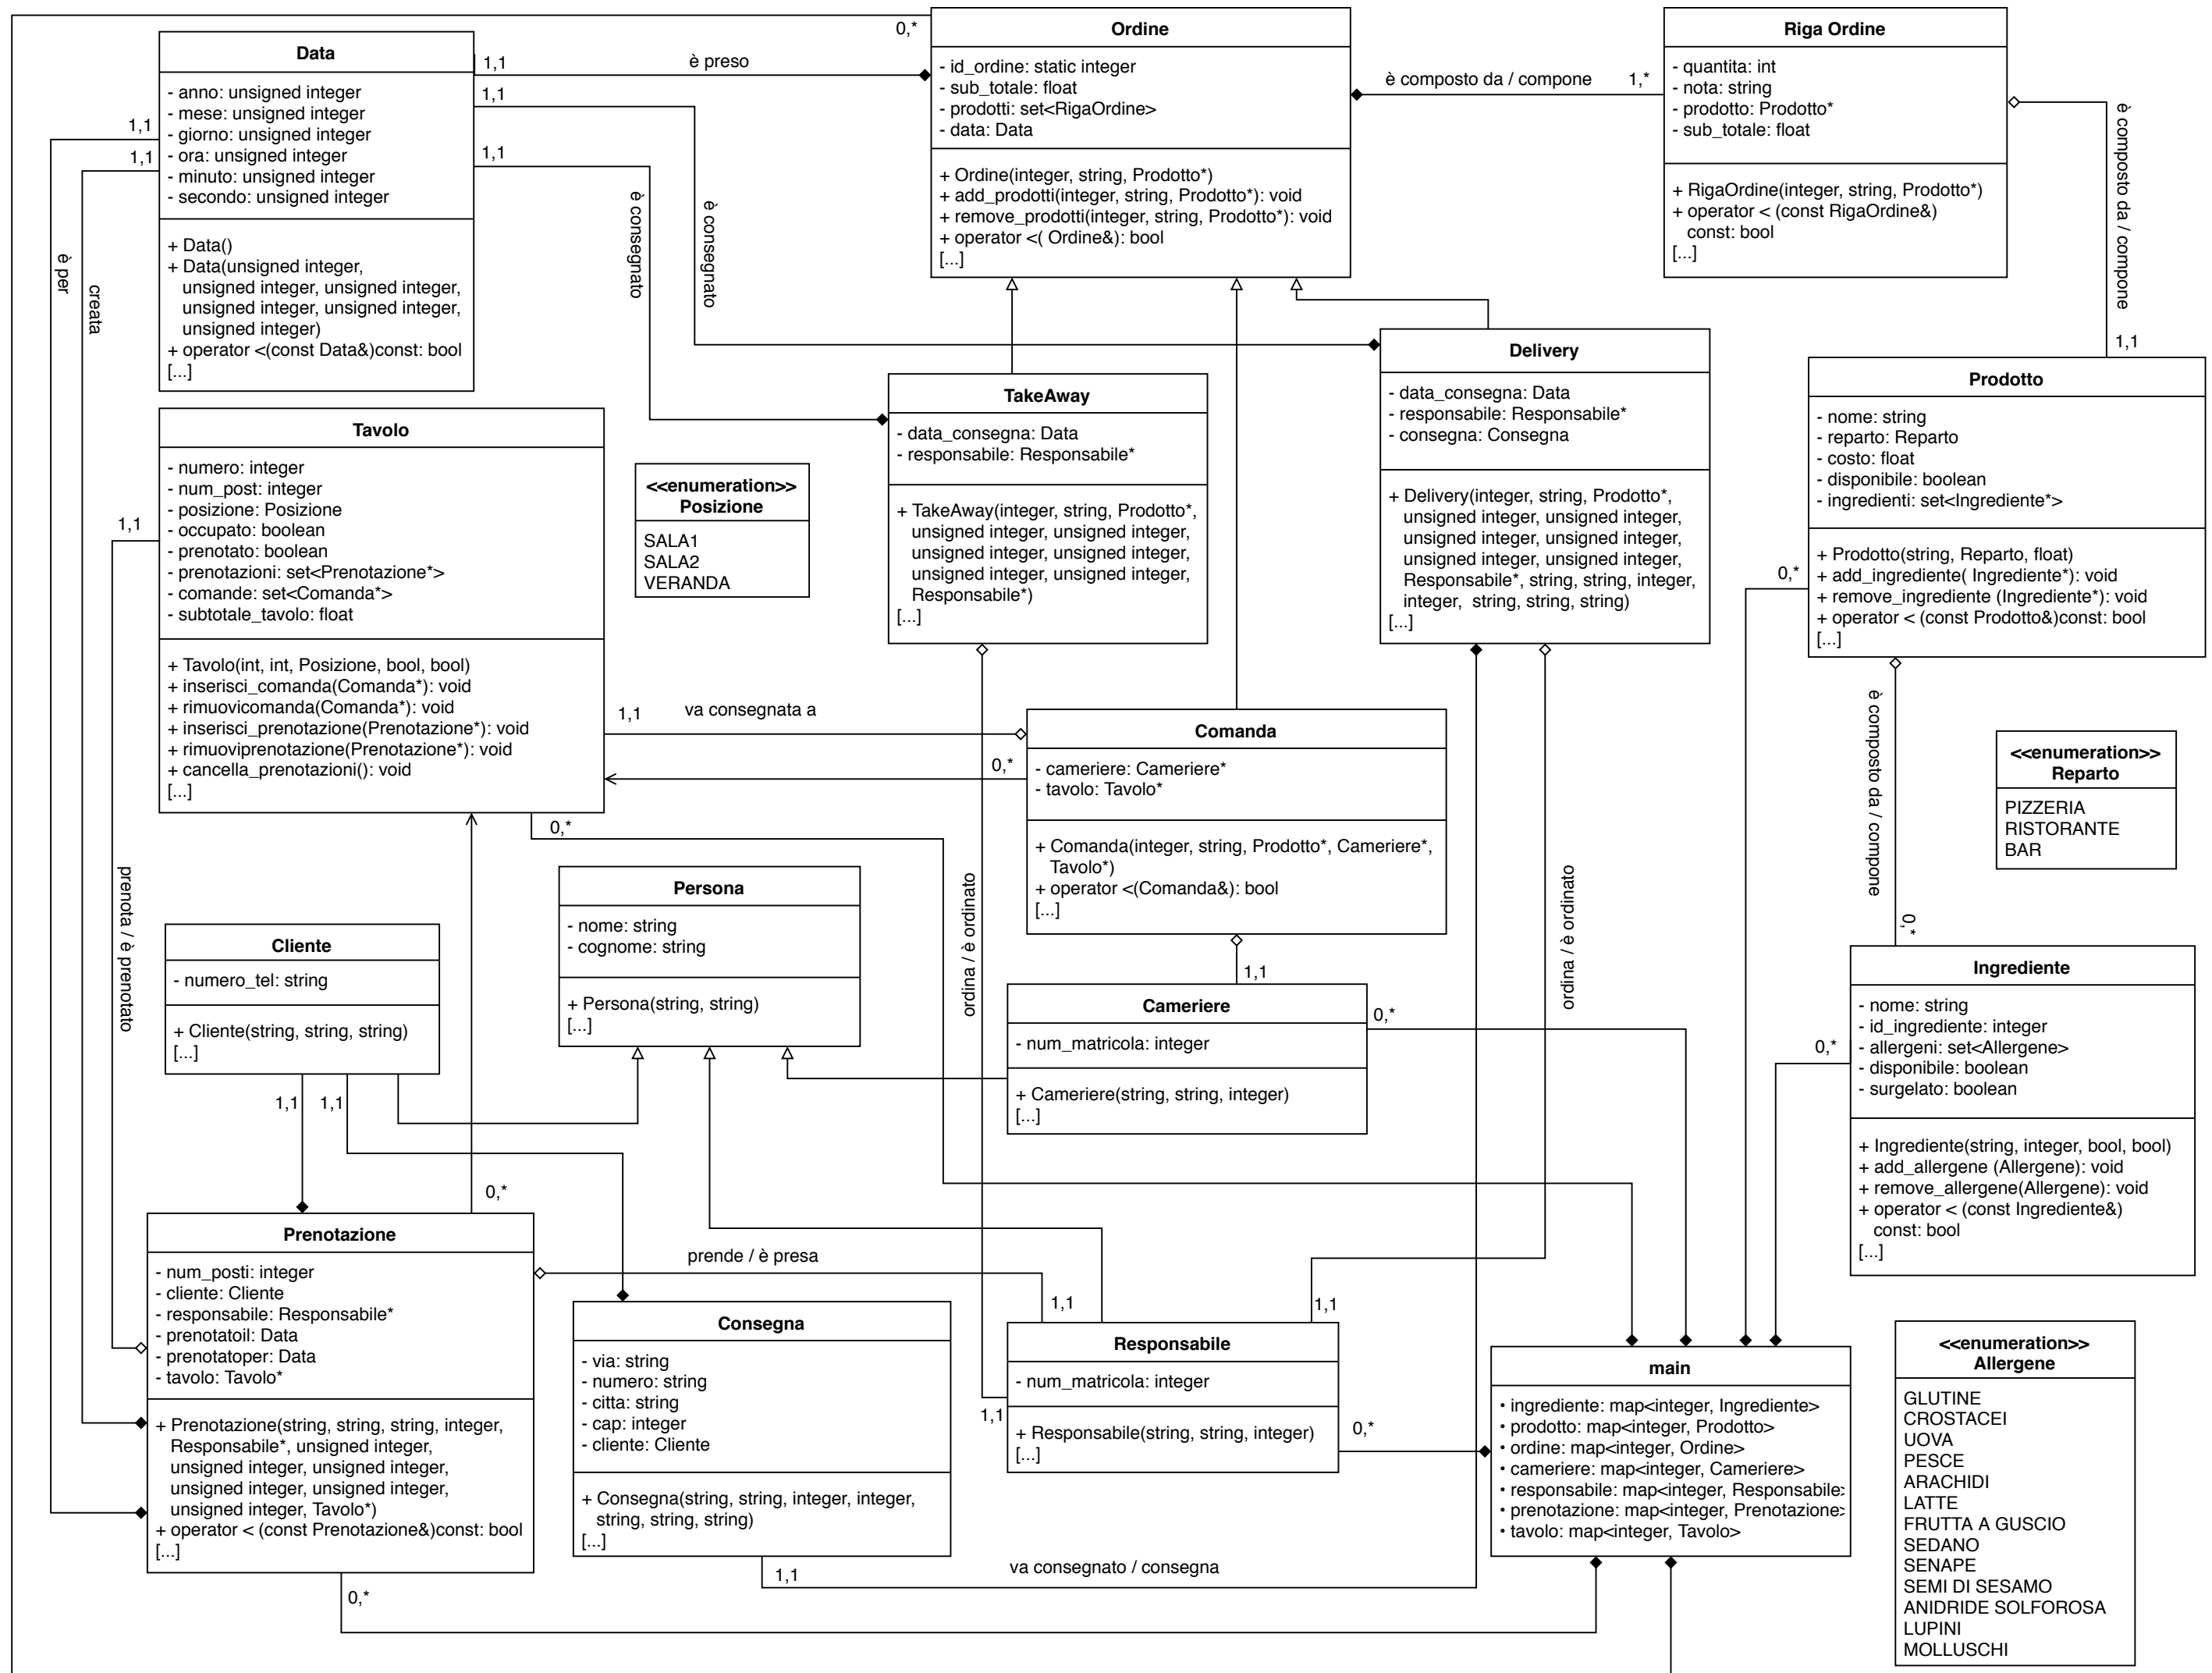 Data
- anno: unsigned integer
- mese: unsigned integer
- giorno: unsigned integer
- ora: unsigned integer
- minuto: unsigned integer
- secondo: unsigned integer
+ Data()
+ Data(unsigned integer,
unsigned integer, unsigned integer,
unsigned integer, unsigned integer,
unsigned integer)
+ operator <(const Data&)const: bool
[...]
1,1
è preso
0,*
1,1
1,1
1,1
1,1
è consegnato
è consegnato
è per
creata
Ordine
- id_ordine: static integer
- sub_totale: float
- prodotti: set<RigaOrdine>
- data: Data
+ Ordine(integer, string, Prodotto*)
+ add_prodotti(integer, string, Prodotto*): void
+ remove_prodotti(integer, string, Prodotto*): void
+ operator <( Ordine&): bool
[...]
è composto da / compone
1,*
Riga Ordine
- quantita: int
- nota: string
- prodotto: Prodotto*
- sub_totale: float
+ RigaOrdine(integer, string, Prodotto*)
+ operator < (const RigaOrdine&)
const: bool
[...]
è composto da / compone
1,1
Tavolo
- numero: integer
- num_post: integer
- posizione: Posizione
- occupato: boolean
- prenotato: boolean
- prenotazioni: set<Prenotazione*>
- comande: set<Comanda*>
- subtotale_tavolo: float
+ Tavolo(int, int, Posizione, bool, bool)
+ inserisci_comanda(Comanda*): void
+ rimuovicomanda(Comanda*): void
+ inserisci_prenotazione(Prenotazione*): void
+ rimuoviprenotazione(Prenotazione*): void
+ cancella_prenotazioni(): void
[...]
1,1
prenota / è prenotato
<<enumeration>>
Posizione
SALA1
SALA2
VERANDA
TakeAway
- data_consegna: Data
- responsabile: Responsabile*
+ TakeAway(integer, string, Prodotto*,
unsigned integer, unsigned integer,
unsigned integer, unsigned integer,
unsigned integer, unsigned integer,
Responsabile*)
[...]
Delivery
- data_consegna: Data
- responsabile: Responsabile*
- consegna: Consegna
+ Delivery(integer, string, Prodotto*,
unsigned integer, unsigned integer,
unsigned integer, unsigned integer,
unsigned integer, unsigned integer,
Responsabile*, string, string, integer,
integer,  string, string, string)
[...]
Prodotto
- nome: string
- reparto: Reparto
- costo: float
- disponibile: boolean
- ingredienti: set<Ingrediente*>
+ Prodotto(string, Reparto, float)
+ add_ingrediente( Ingrediente*): void
+ remove_ingrediente (Ingrediente*): void
+ operator < (const Prodotto&)const: bool
[...]
0,*
1,1
va consegnata a
0,*
0,*
Comanda
- cameriere: Cameriere*
- tavolo: Tavolo*
+ Comanda(integer, string, Prodotto*, Cameriere*,
Tavolo*)
+ operator <(Comanda&): bool
[...]
1,1
ordina / è ordinato
ordina / è ordinato
è composto da / compone
0,*
<<enumeration>>
Reparto
PIZZERIA
RISTORANTE
BAR
Persona
- nome: string
- cognome: string
+ Persona(string, string)
[...]
Cliente
- numero_tel: string
+ Cliente(string, string, string)
[...]
1,1
1,1
Cameriere
- num_matricola: integer
+ Cameriere(string, string, integer)
[...]
0,*
Ingrediente
- nome: string
- id_ingrediente: integer
- allergeni: set<Allergene>
- disponibile: boolean
- surgelato: boolean
+ Ingrediente(string, integer, bool, bool)
+ add_allergene (Allergene): void
+ remove_allergene(Allergene): void
+ operator < (const Ingrediente&)
const: bool
[...]
0,*
0,*
Prenotazione
- num_posti: integer
- cliente: Cliente
- responsabile: Responsabile*
- prenotatoil: Data
- prenotatoper: Data
- tavolo: Tavolo*
+ Prenotazione(string, string, string, integer,
Responsabile*, unsigned integer,
unsigned integer, unsigned integer,
unsigned integer, unsigned integer,
unsigned integer, Tavolo*)
+ operator < (const Prenotazione&)const: bool
[...]
0,*
prende / è presa
1,1
1,1
1,1
Consegna
- via: string
- numero: string
- citta: string
- cap: integer
- cliente: Cliente
+ Consegna(string, string, integer, integer,
string, string, string)
[...]
1,1
va consegnato / consegna
Responsabile
- num_matricola: integer
+ Responsabile(string, string, integer)
[...]
0,*
main
• ingrediente: map<integer, Ingrediente>
• prodotto: map<integer, Prodotto>
• ordine: map<integer, Ordine>
• cameriere: map<integer, Cameriere>
• responsabile: map<integer, Responsabile>
• prenotazione: map<integer, Prenotazione>
• tavolo: map<integer, Tavolo>
<<enumeration>>
Allergene
GLUTINE
CROSTACEI
UOVA
PESCE
ARACHIDI
LATTE
FRUTTA A GUSCIO
SEDANO
SENAPE
SEMI DI SESAMO
ANIDRIDE SOLFOROSA
LUPINI
MOLLUSCHI